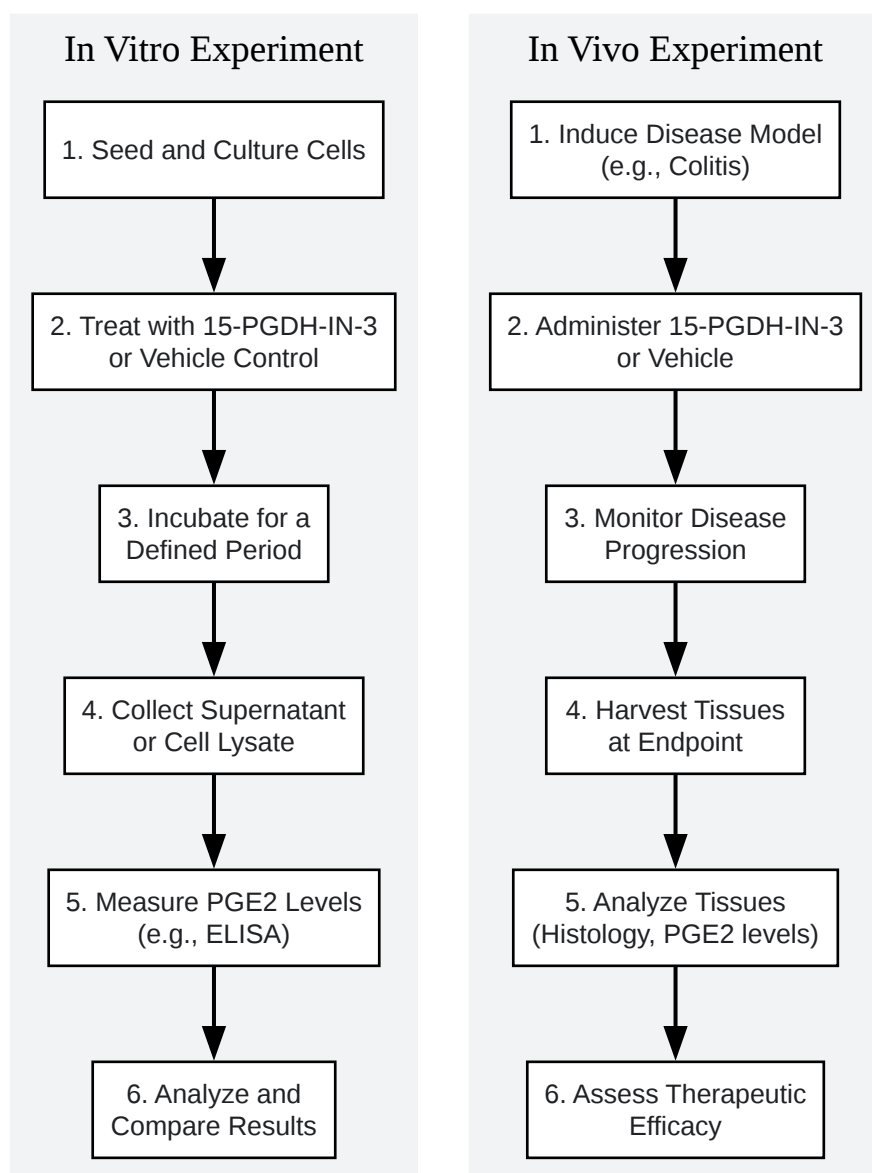 In Vitro Experiment
1. Seed and Culture Cells
2. Treat with 15-PGDH-IN-3
or Vehicle Control
3. Incubate for a
Defined Period
4. Collect Supernatant
or Cell Lysate
5. Measure PGE2 Levels
(e.g., ELISA)
6. Analyze and
Compare Results
In Vivo Experiment
1. Induce Disease Model
(e.g., Colitis)
2. Administer 15-PGDH-IN-3
or Vehicle
3. Monitor Disease
Progression
4. Harvest Tissues
at Endpoint
5. Analyze Tissues
(Histology, PGE2 levels)
6. Assess Therapeutic
Efficacy